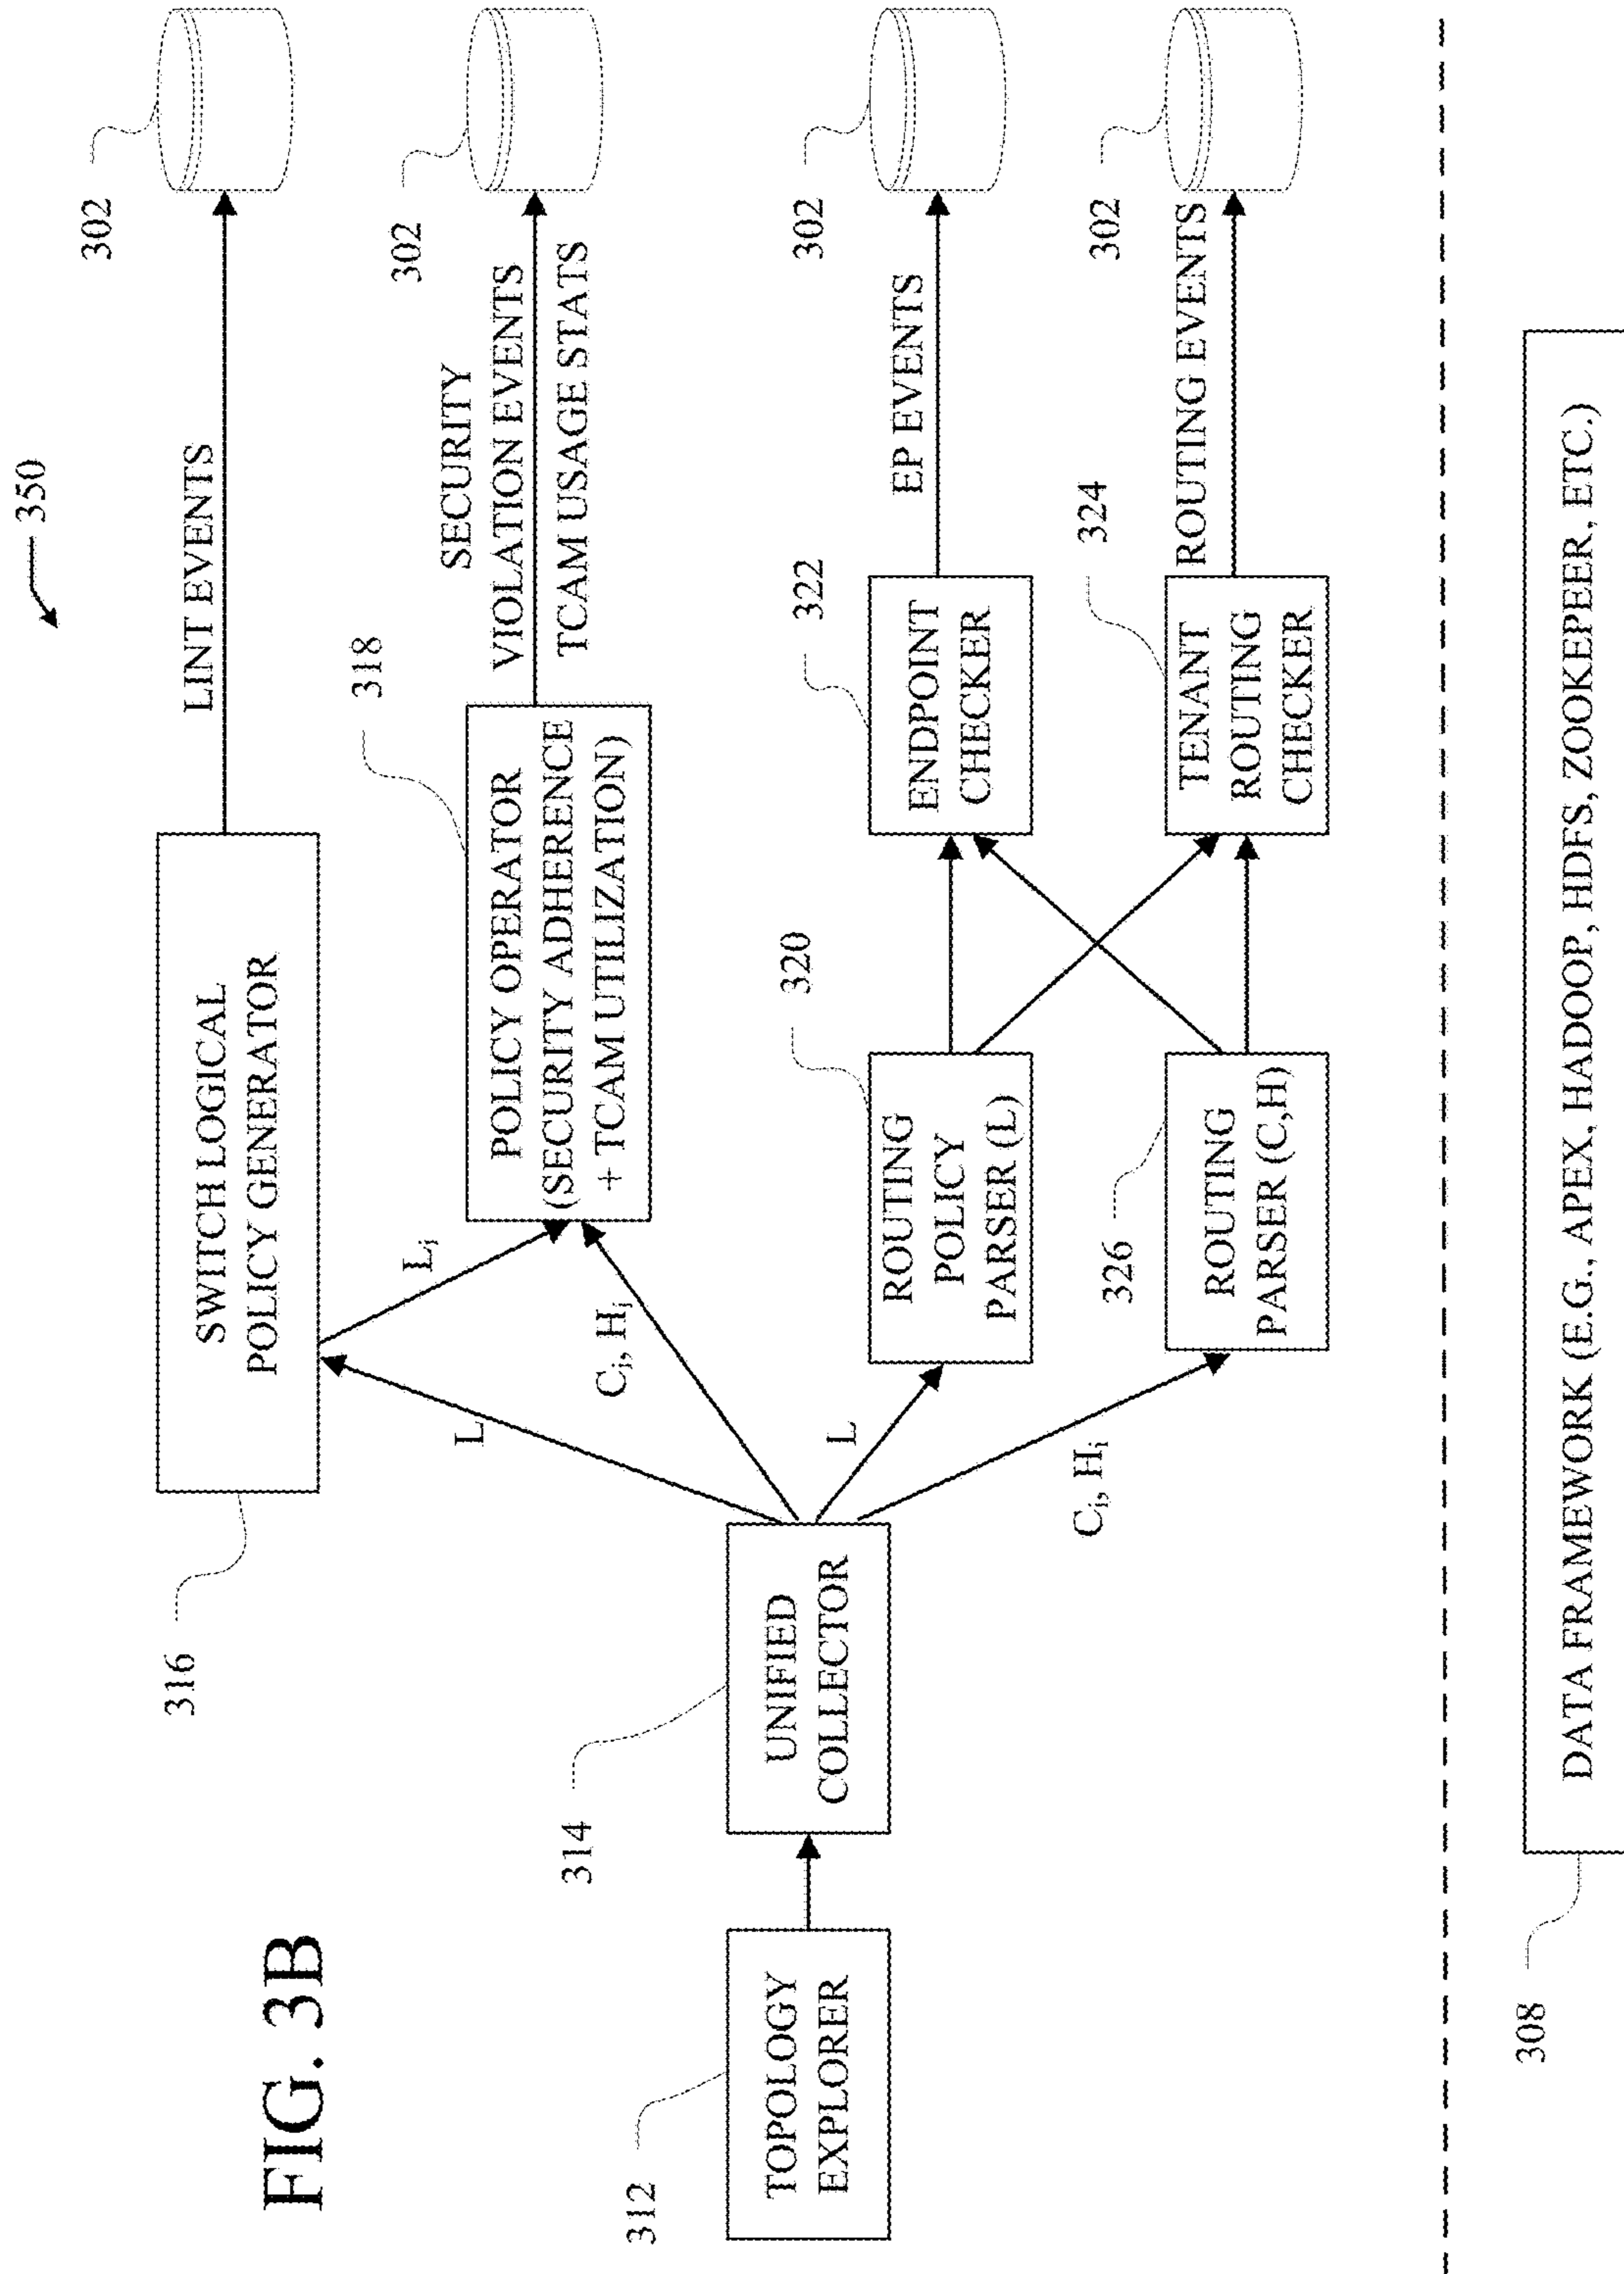 FIG. 3B
350
316
SWITCH LOGICAL
POLICY GENERATOR
LINT EVENTS
302
L
Li
318
POLICY OPERATOR
(SECURITY ADHERENCE
+ TCAM UTILIZATION)
SECURITY
VIOLATION EVENTS
TCAM USAGE STATS
302
Ci, Hi
312
TOPOLOGY
EXPLORER
314
UNIFIED
COLLECTOR
L
320
ROUTING
POLICY
PARSER (L)
322
ENDPOINT
CHECKER
EP EVENTS
302
Ci, Hi
326
ROUTING
PARSER (C,H)
324
TENANT
ROUTING
CHECKER
ROUTING EVENTS
302
308
DATA FRAMEWORK (E.G., APEX, HADOOP, HDFS, ZOOKEPEER, ETC.)